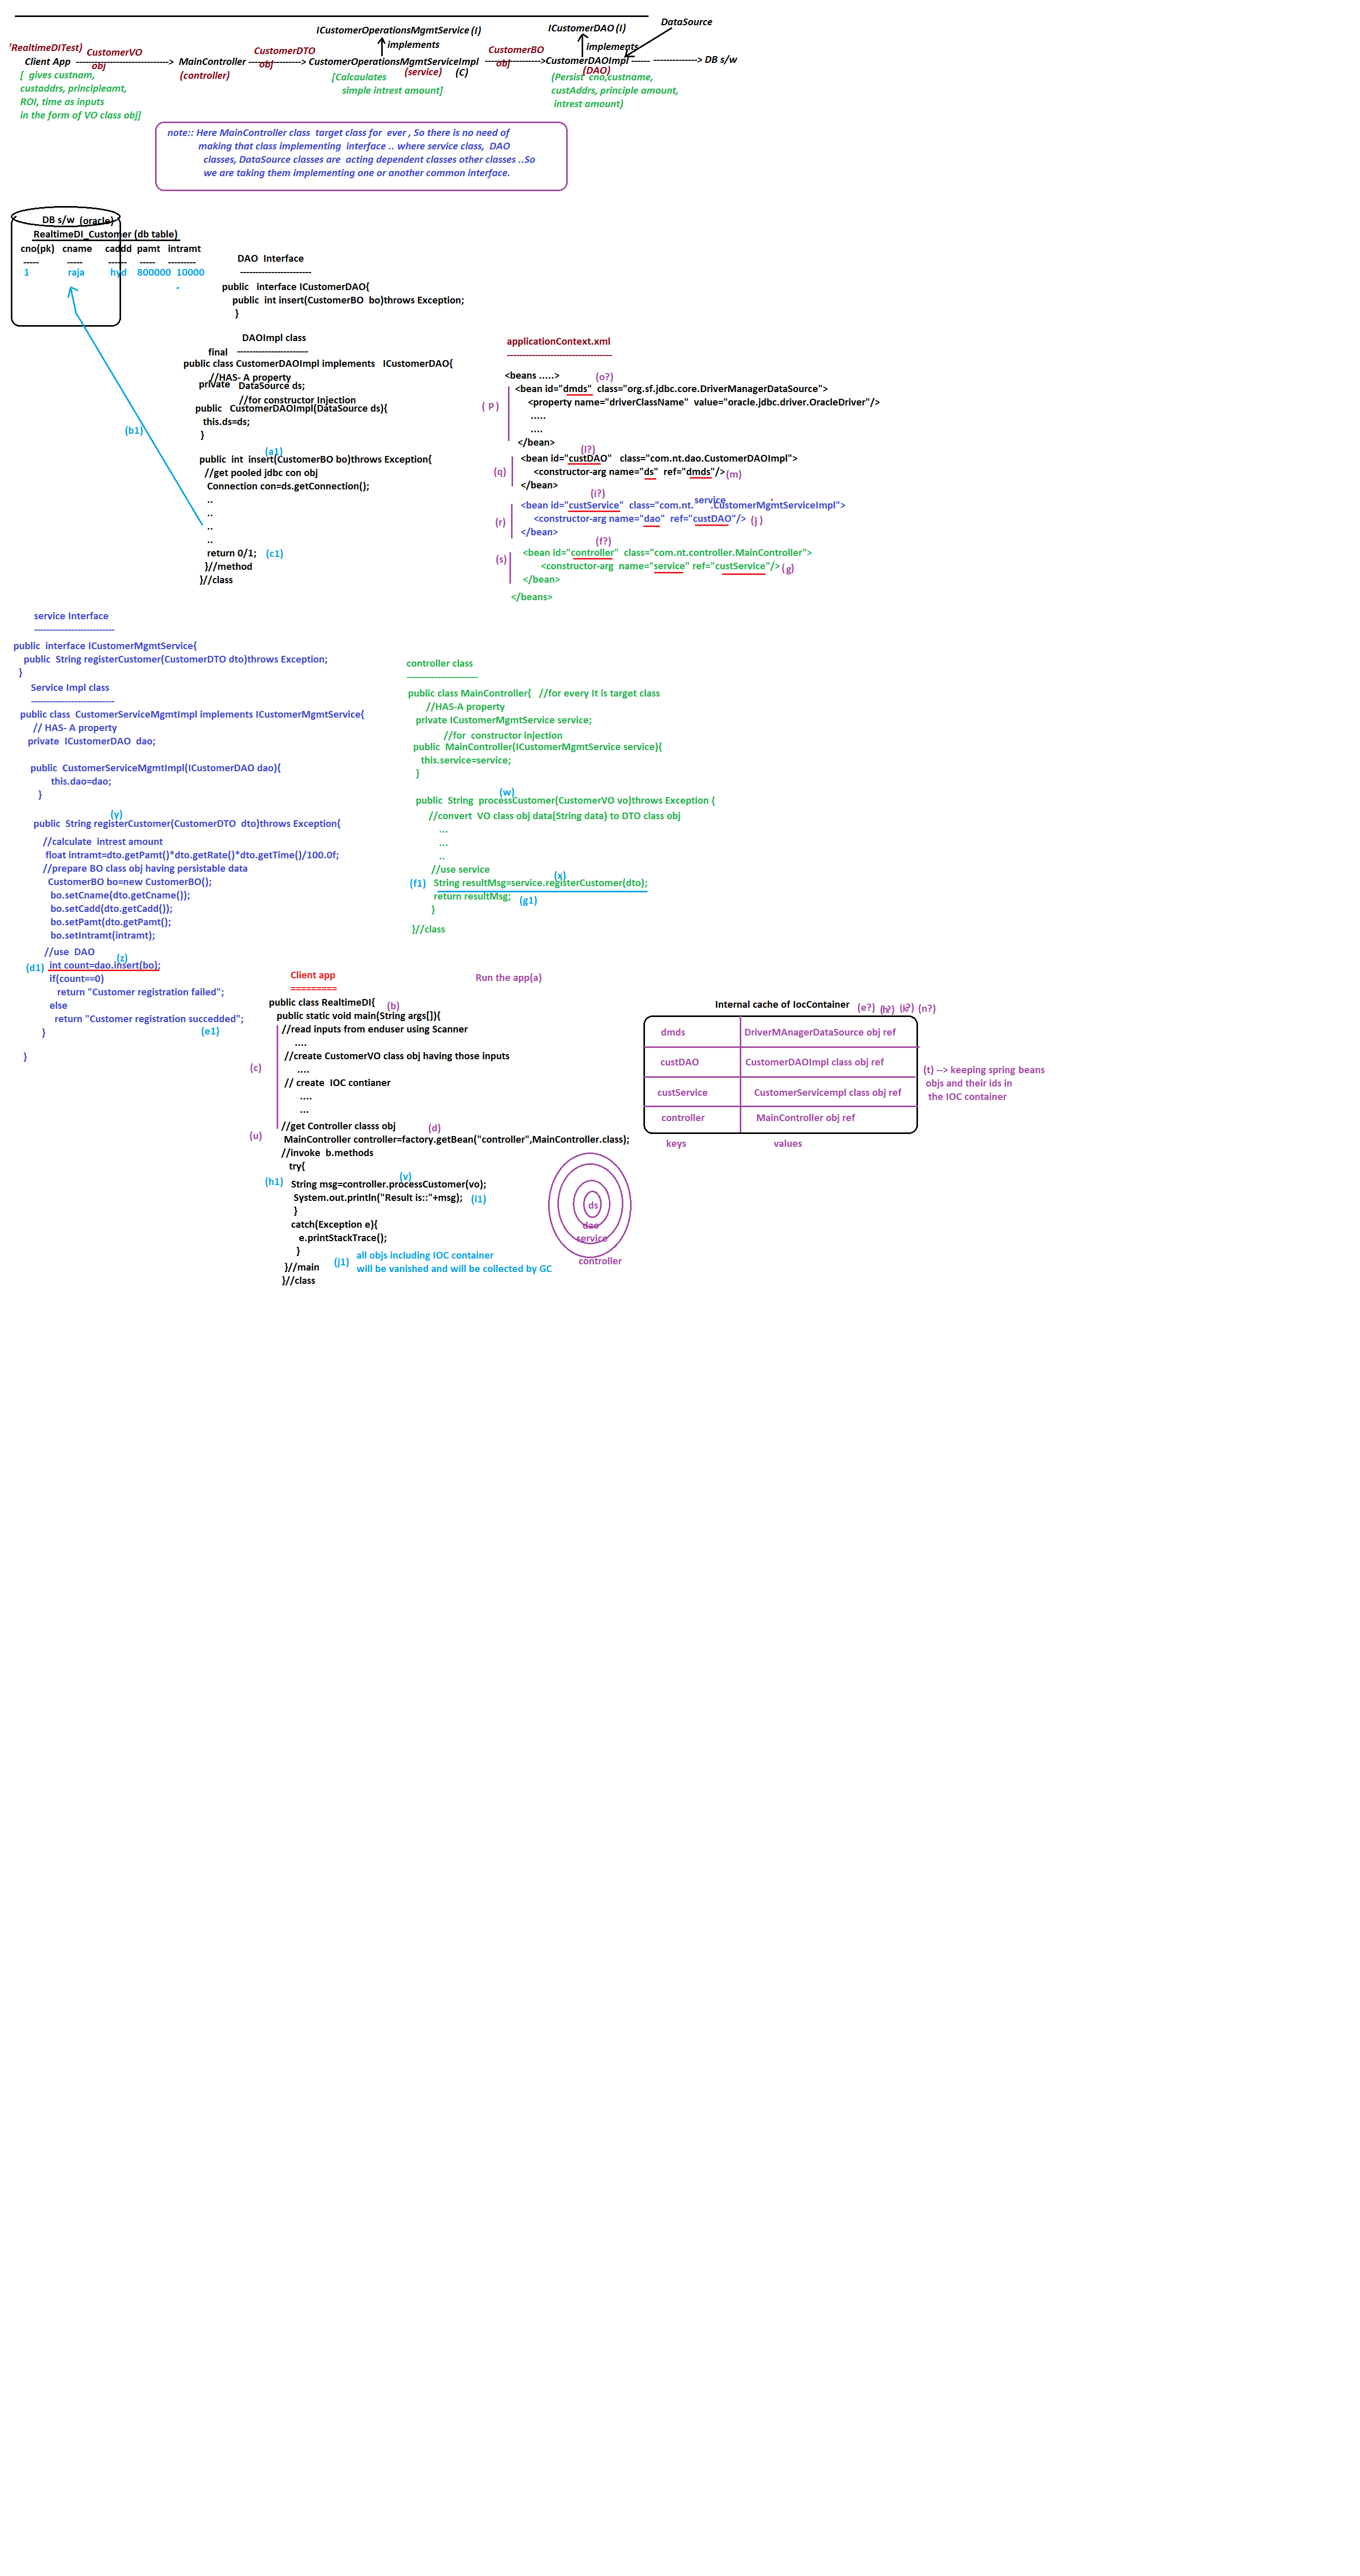 ICustomerOperationsMgmtService (I)
ICustomerDAO (I)
DataSource
'RealtimeDITest)
CustomerVO
obj
implements
CustomerDTO
obj
CustomerBO
obj
implements
Client App ------------------------------> MainController -----------------> CustomerOperationsMgmtServiceImpl -------------------->CustomerDAOImpl ------ --------------> DB s/w
(controller)
(service)
(C)
(DAO)
[ gives custnam,
custaddrs, principleamt,
ROI, time as inputs
in the form of VO class obj]
[Calcaulates
simple intrest amount]
(Persist cno,custname,
custAddrs, principle amount,
intrest amount)
note:: Here MainController class target class for ever , So there is no need of
making that class implementing interface .. where service class, DAO
classes, DataSource classes are acting dependent classes other classes ..So
we are taking them implementing one or another common interface.
DB s/w (oracle)
RealtimeDI_Customer (db table)
cno(pk) cname caddd pamt intramt
----- ----- ------ ----- ---------
1 raja hyd 800000 10000
.
(b1)
DAO Interface
-----------------------
public interface ICustomerDAO{
public int insert(CustomerBO bo)throws Exception;
}
DAOImpl class
final -----------------------
public class CustomerDAOImpl implements ICustomerDAO{
//HAS- A property
private DataSource ds;
//for constructor Injection
public CustomerDAOImpl(DataSource ds){
this.ds=ds;
}
(a1)
public int insert(CustomerBO bo)throws Exception{
//get pooled jdbc con obj
Connection con=ds.getConnection();
..
..
..
..
return 0/1; (c1)
}//method
}//class
applicationContext.xml
----------------------------------
<beans .....> (o?)
<bean id="dmds" class="org.sf.jdbc.core.DriverManagerDataSource">
( p ) <property name="driverClassName" value="oracle.jdbc.driver.OracleDriver"/>
.....
....
</bean>
(l?)
<bean id="custDAO" class="com.nt.dao.CustomerDAOImpl">
(q) <constructor-arg name="ds" ref="dmds"/> (m)
</bean>
(i?)
service
<bean id="custService" class="com.nt. .CustomerMgmtServiceImpl">
(r) <constructor-arg name="dao" ref="custDAO"/> (j )
</bean>
(f?)
<bean id="controller" class="com.nt.controller.MainController">
(s) <constructor-arg name="service" ref="custService"/> (g)
</bean>
</beans>
service Interface
--------------------------
public interface ICustomerMgmtService{
public String registerCustomer(CustomerDTO dto)throws Exception;
}
Service Impl class
---------------------------
public class CustomerServiceMgmtImpl implements ICustomerMgmtService{
// HAS- A property
private ICustomerDAO dao;
public CustomerServiceMgmtImpl(ICustomerDAO dao){
this.dao=dao;
}
(y)
public String registerCustomer(CustomerDTO dto)throws Exception{
//calculate intrest amount
float intramt=dto.getPamt()*dto.getRate()*dto.getTime()/100.0f;
//prepare BO class obj having persistable data
CustomerBO bo=new CustomerBO();
bo.setCname(dto.getCname());
bo.setCadd(dto.getCadd());
bo.setPamt(dto.getPamt();
bo.setIntramt(intramt);
//use DAO
(z)
(d1) int count=dao.insert(bo);
if(count==0)
return "Customer registration failed";
else
return "Customer registration succedded";
} (e1)
}
controller class
-----------------------
public class MainController{ //for every It is target class
//HAS-A property
private ICustomerMgmtService service;
//for constructor injection
public MainController(ICustomerMgmtService service){
this.service=service;
}
(w)
public String processCustomer(CustomerVO vo)throws Exception {
//convert VO class obj data(String data) to DTO class obj
...
...
..
//use service
(x)
(f1) String resultMsg=service.registerCustomer(dto);
return resultMsg; (g1)
}
}//class
Client app
=========
Run the app(a)
public class RealtimeDI{ (b)
public static void main(String args[]){
//read inputs from enduser using Scanner
....
//create CustomerVO class obj having those inputs
(c) ....
// create IOC contianer
....
...
//get Controller classs obj (d)
(u) MainController controller=factory.getBean("controller",MainController.class);
//invoke b.methods
try{
(v)
(h1) String msg=controller.processCustomer(vo);
System.out.println("Result is::"+msg); (i1)
}
catch(Exception e){
e.printStackTrace();
}
}//main
}//class
(j1) all objs including IOC container
will be vanished and will be collected by GC
ds
dao
service
controller
Internal cache of IocContainer (e?) (h?) (k?) (n?)
dmds DriverMAnagerDataSource obj ref
custDAO CustomerDAOImpl class obj ref
custService CustomerServicempl class obj ref
controller MainController obj ref
keys values
(t) --> keeping spring beans
objs and their ids in
the IOC container